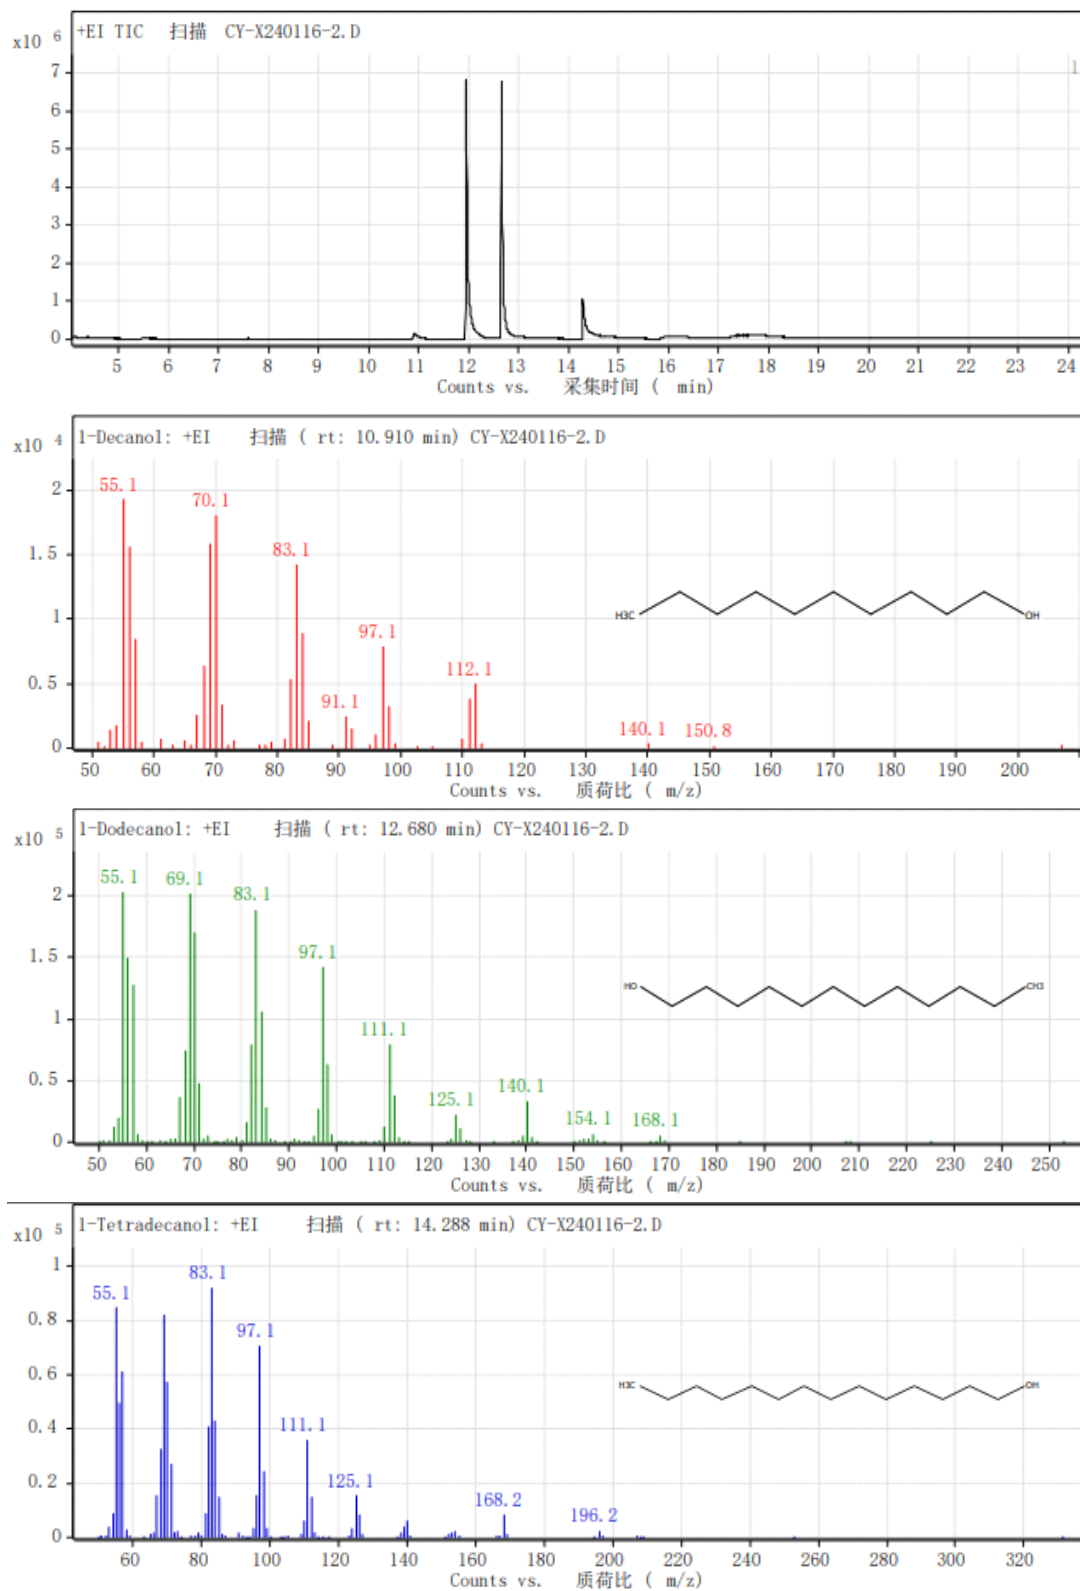 +EI TIC 扫描 CY-X240116-2.D
x10 6
7
6
5
4
3
2
1
0
1
5 6 7 8 9 10 11 12 13 14 15 16 17 18 19 20 21 22 23 24
Counts vs. 采集时间 ( min)
1-Decanol: +EI 扫描 ( rt: 10.910 min) CY-X240116-2.D
x10 4
2
1.5
1
0.5
0
55.1
70.1
83.1
91.1
97.1
112.1
140.1
150.8
H3C
OH
50 60 70 80 90 100 110 120 130 140 150 160 170 180 190 200
Counts vs. 质荷比 ( m/z)
1-Dodecanol: +EI 扫描 ( rt: 12.680 min) CY-X240116-2.D
x10 5
2
1.5
1
0.5
0
55.1
69.1
83.1
97.1
111.1
125.1
140.1
154.1
168.1
HO
CH3
50 60 70 80 90 100 110 120 130 140 150 160 170 180 190 200 210 220 230 240 250
Counts vs. 质荷比 ( m/z)
1-Tetradecanol: +EI 扫描 ( rt: 14.288 min) CY-X240116-2.D
x10 5
1
0.8
0.6
0.4
0.2
0
55.1
83.1
97.1
111.1
125.1
168.2
196.2
H3C
OH
60 80 100 120 140 160 180 200 220 240 260 280 300 320
Counts vs. 质荷比 ( m/z)